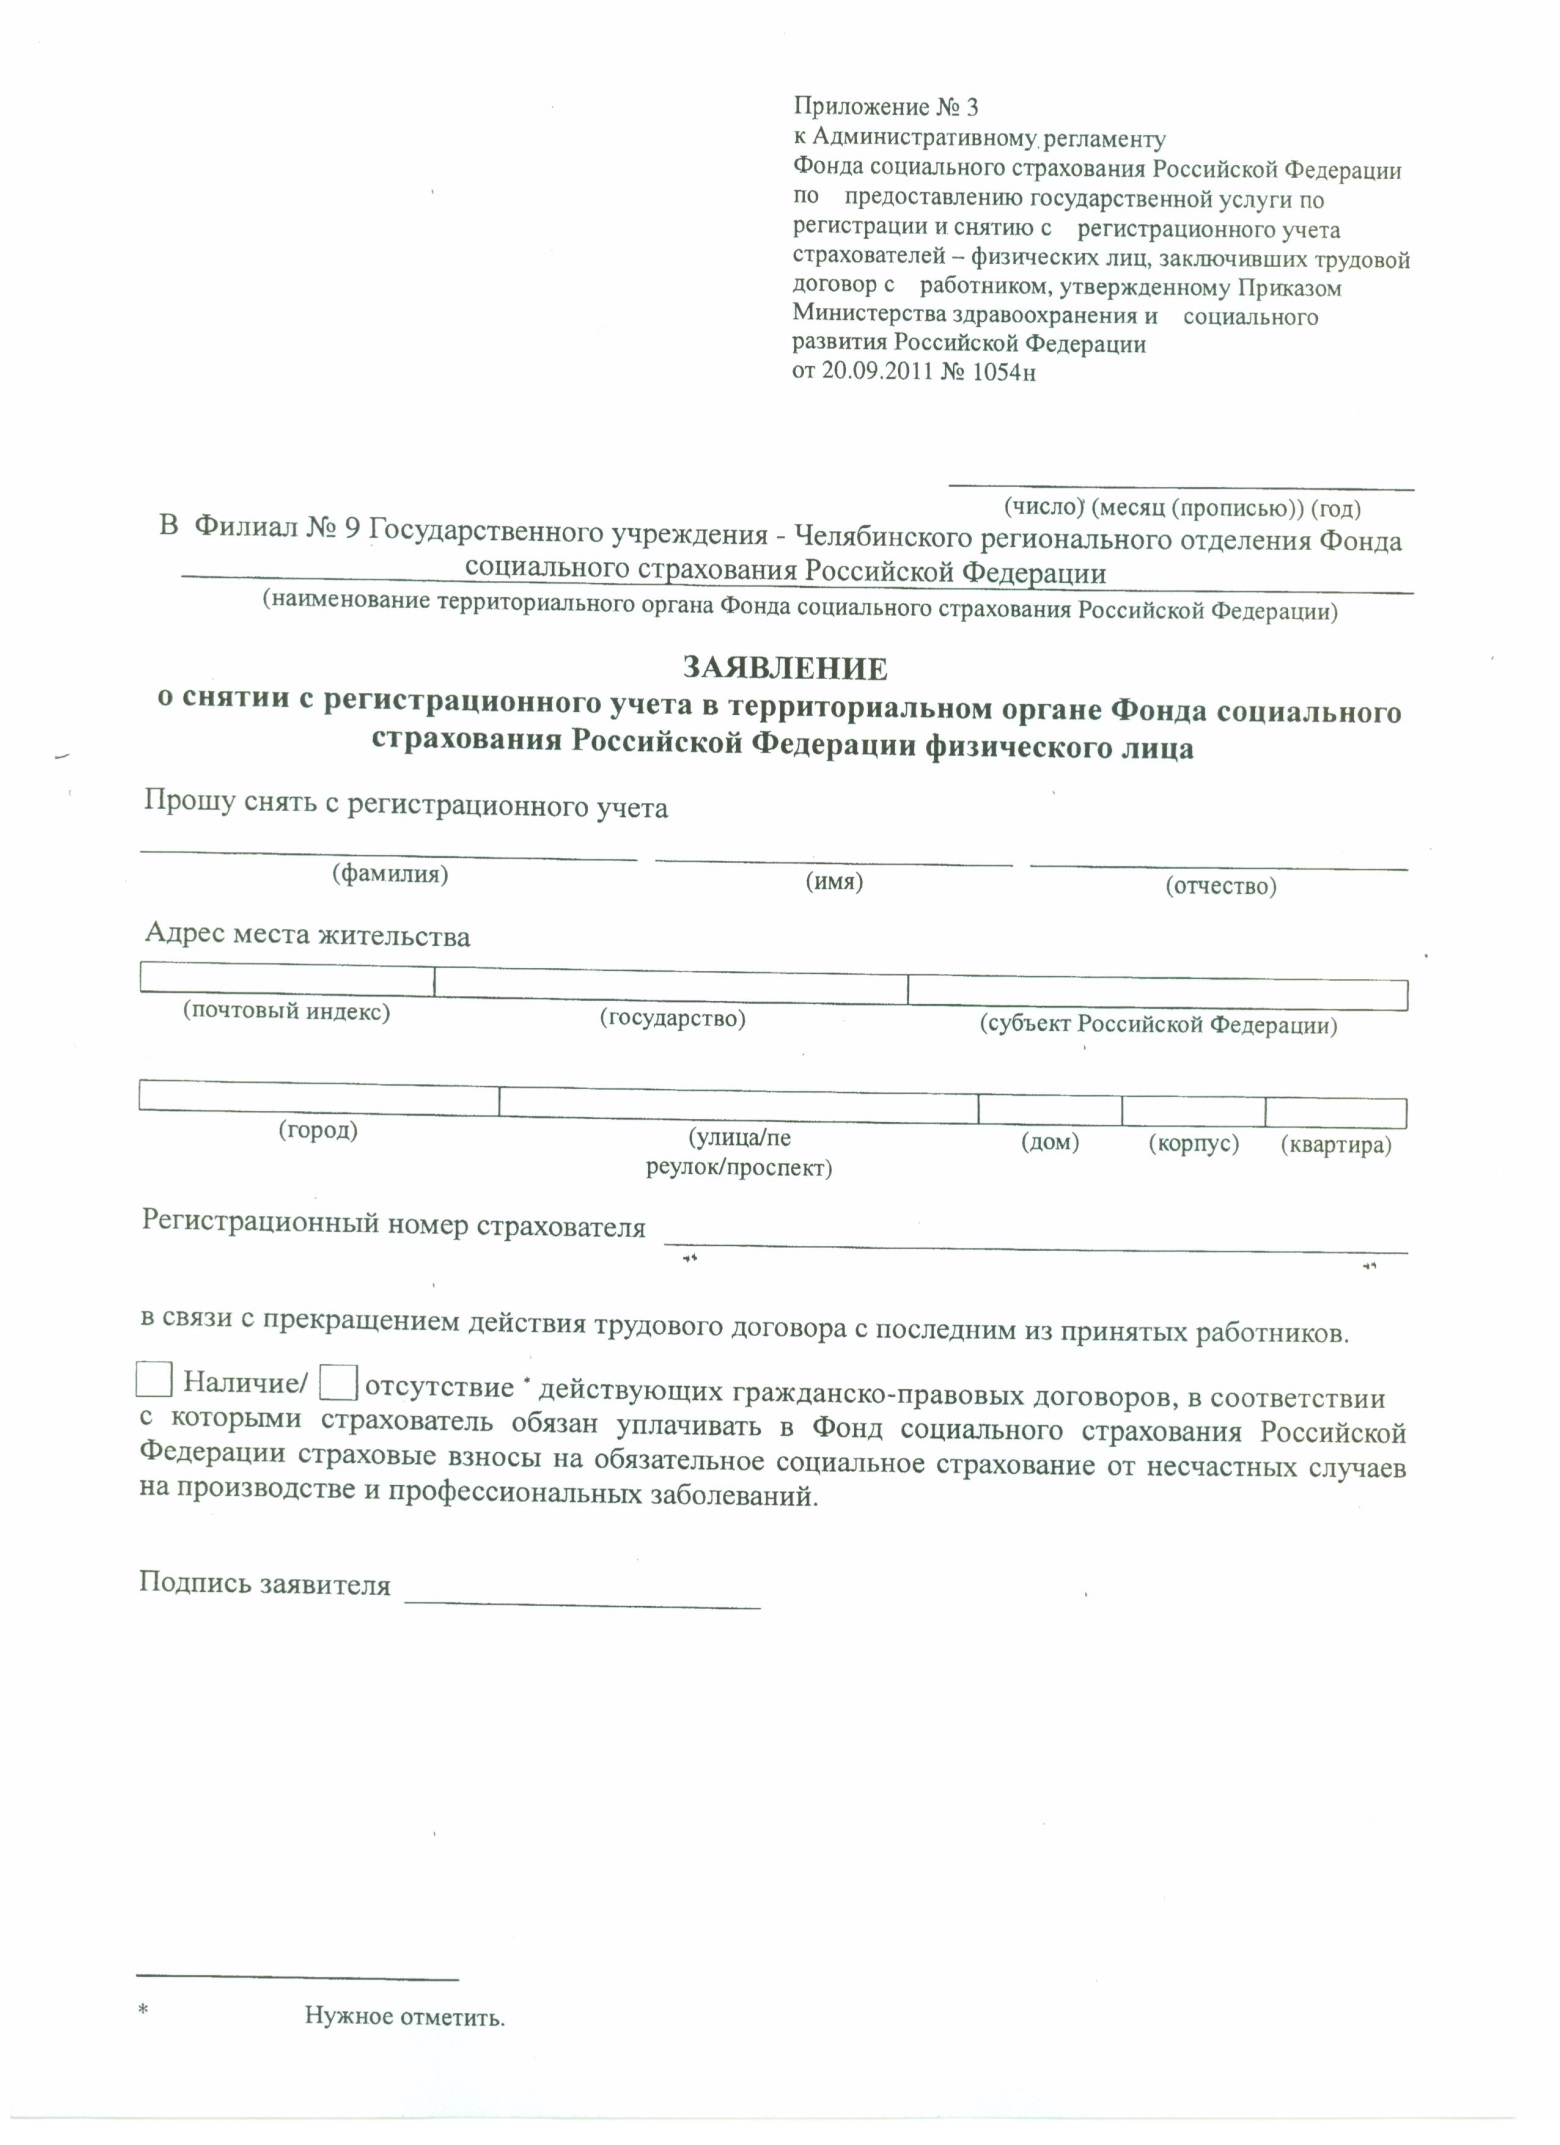 Приложение № 3
к Административному регламенту
Фонда социального страхования Российской Федерации
по предоставлению государственной услуги по
регистрации и снятию с регистрационного учета
страхователей – физических лиц, заключивших трудовой
договор с работником, утвержденному Приказом
Министерства здравоохранения и социального
развития Российской Федерации
от 20.09.2011 № 1054н
(число) (месяц (прописью)) (год)
В Филиал № 9 Государственного учреждения - Челябинского регионального отделения Фонда
социального страхования Российской Федерации
(наименование территориального органа Фонда социального страхования Российской Федерации)
ЗАЯВЛЕНИЕ
о снятии с регистрационного учета в территориальном органе Фонда социального
страхования Российской Федерации физического лица
Прошу снять с регистрационного учета
(фамилия) (имя) (отчество)
Адрес места жительства
(почтовый индекс) (государство) (субъект Российской Федерации)
(город) (улица/пе (дом) (корпус) (квартира)
реулок/проспект)
Регистрационный номер страхователя
в связи с прекращением действия трудового договора с последним из принятых работников.
Наличие/ отсутствие * действующих гражданско-правовых договоров, в соответствии
с которыми страхователь обязан уплачивать в Фонд социального страхования Российской
Федерации страховые взносы на обязательное социальное страхование от несчастных случаев
на производстве и профессиональных заболеваний.
Подпись заявителя
* Нужное отметить.